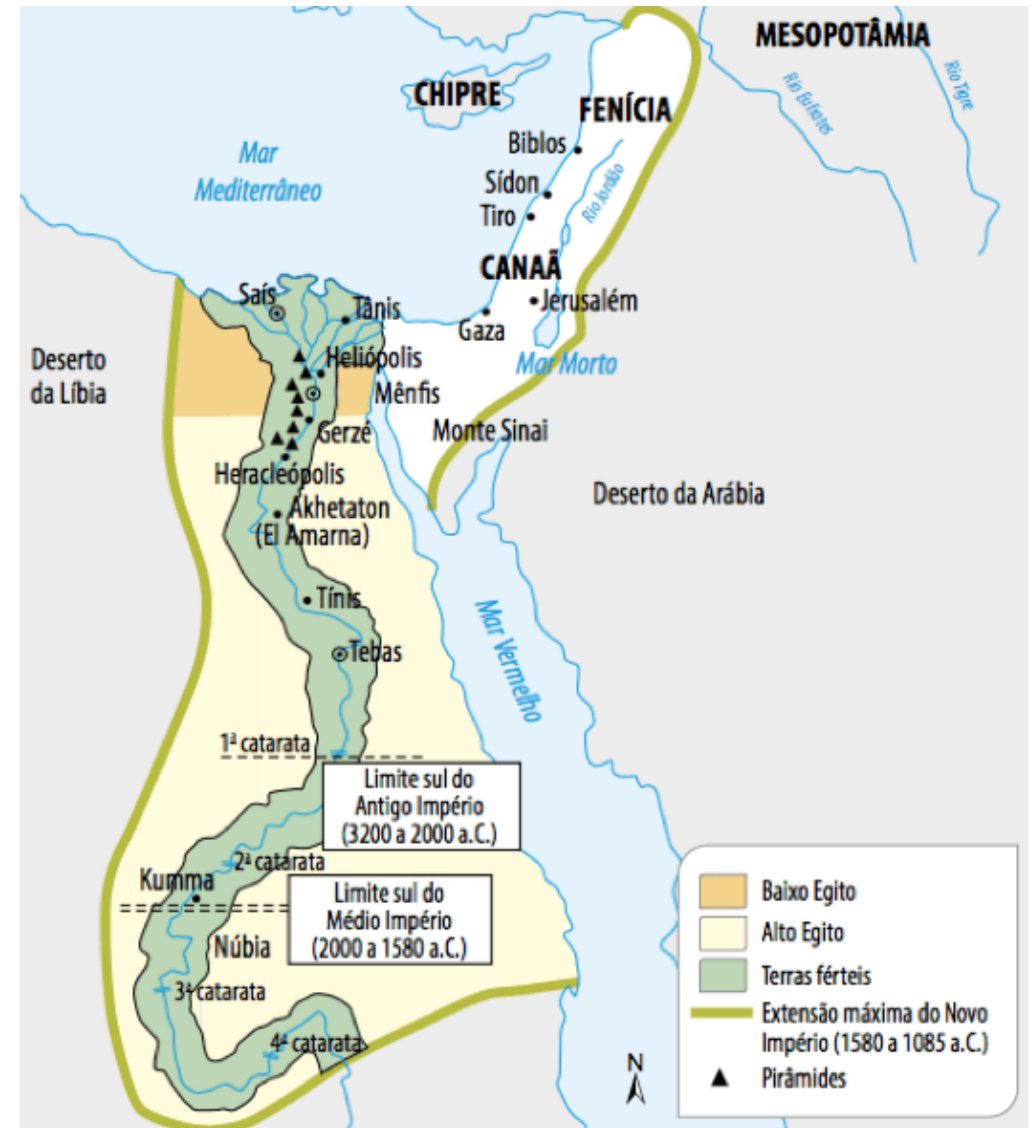 MESOPOTÂMIA
Rio Tigre
Rio Eufrates
CHIPRE
FENÍCIA
Mar
Mediterrâneo
Biblos
Sídon
Tiro
Rio Jordão
CANAÃ
Jerusalém
Gaza
Mar Morto
Saís
Tânis
Heliópolis
Deserto
da Líbia
Mênfis
Gerzé
Monte Sinai
Heracleópolis
Deserto da Arábia
Akhetaton
(El Amarna)
Tínis
Tebas
Mar Vermelho
1ª catarata
Limite sul do
Antigo Império
(3200 a 2000 a.C.)
2ª catarata
Kumma
Limite sul do
Médio Império
(2000 a 1580 a.C.)
Núbia
3ª catarata
4ª catarata
N
Baixo Egito
Alto Egito
Terras férteis
Extensão máxima do Novo
Império (1580 a 1085 a.C.)
Pirâmides